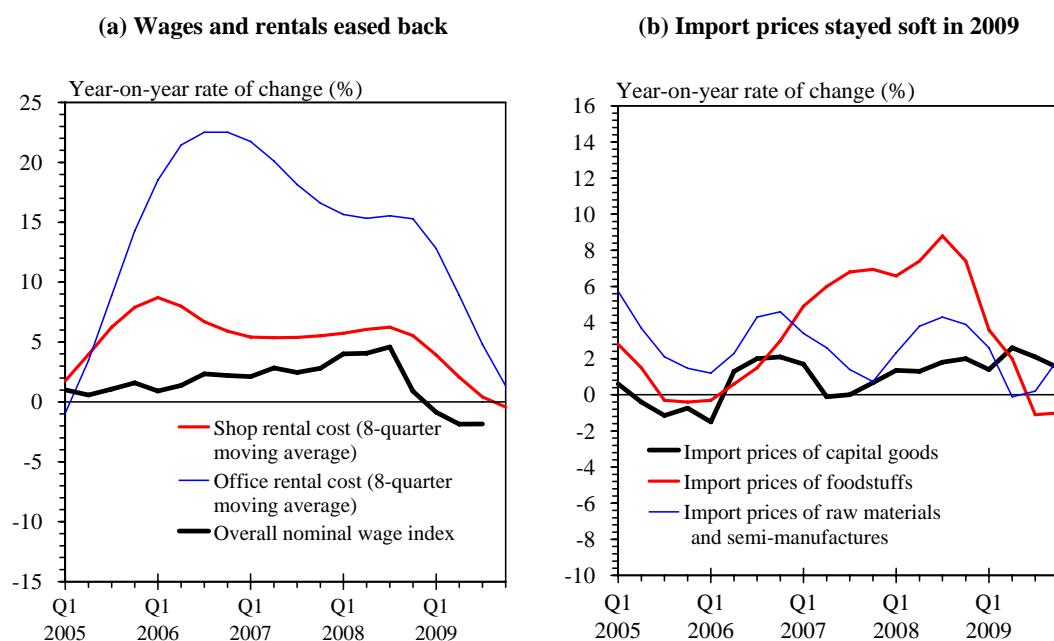 (a) Wages and rentals eased back
Year-on-year rate of change (%)
25
20
15
10
5
0
-5
-10
-15
Shop rental cost (8-quarter
moving average)
Office rental cost (8-quarter
moving average)
Overall nominal wage index
Q1 Q1 Q1 Q1 Q1
2005 2006 2007 2008 2009
(b) Import prices stayed soft in 2009
Year-on-year rate of change (%)
16
14
12
10
8
6
4
2
0
-2
-4
-6
-8
-10
Import prices of capital goods
Import prices of foodstuffs
Import prices of raw materials
and semi-manufactures
Q1 Q1 Q1 Q1 Q1
2005 2006 2007 2008 2009